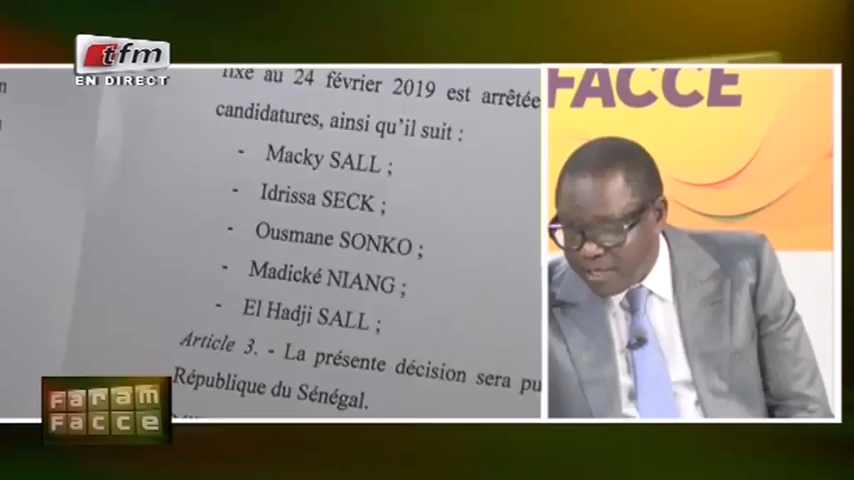 tfm
EN DIRECT
fixé au 24 février 2019 est arrêtée
candidatures, ainsi qu'il suit :
- Macky SALL ;
- Idrissa SECK ;
- Ousmane SONKO ;
- Madické NIANG ;
- El Hadji SALL ;
Article 3. - La présente décision sera pu
République du Sénégal.
FACCE
Faram
Facce